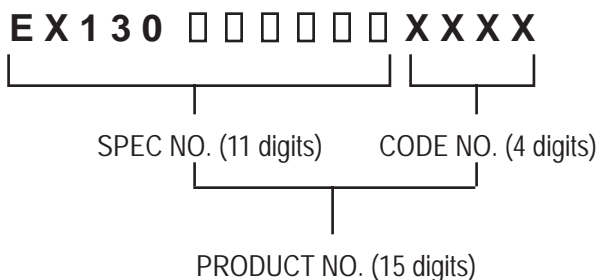 EX130 □□□□□□ XXXX
SPEC NO. (11 digits) CODE NO. (4 digits)
PRODUCT NO. (15 digits)